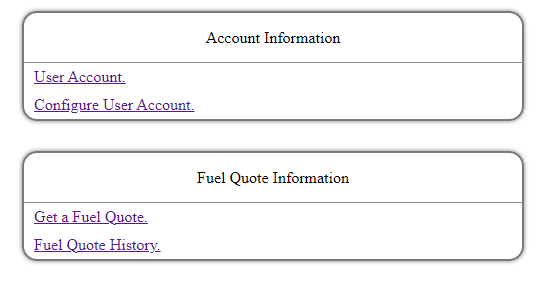 Account Information
User Account.
Configure User Account.
Fuel Quote Information
Get a Fuel Quote.
Fuel Quote History.